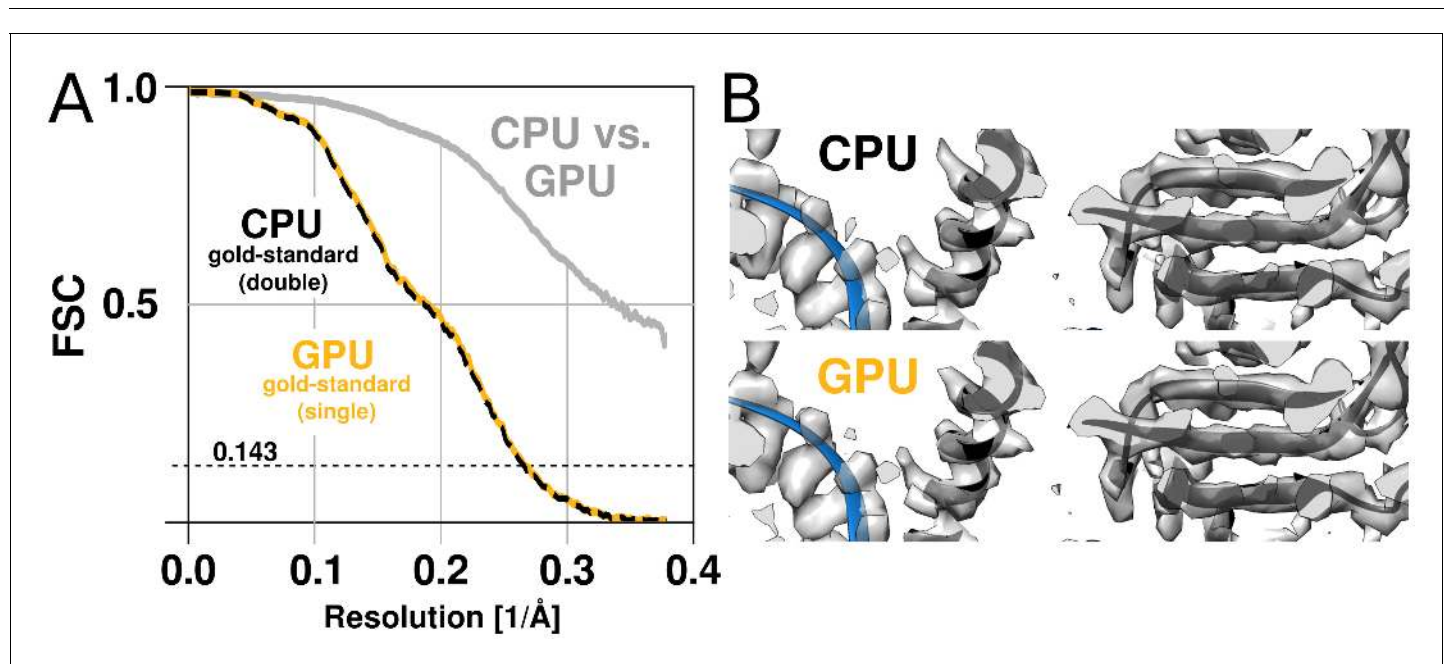 A
1.0
CPU vs.
GPU
CPU
gold-standard
(double)
0.5
FSC
GPU
gold-standard
(single)
0.143
0.0 0.1 0.2 0.3 0.4
Resolution [1/Å]
B
CPU
GPU